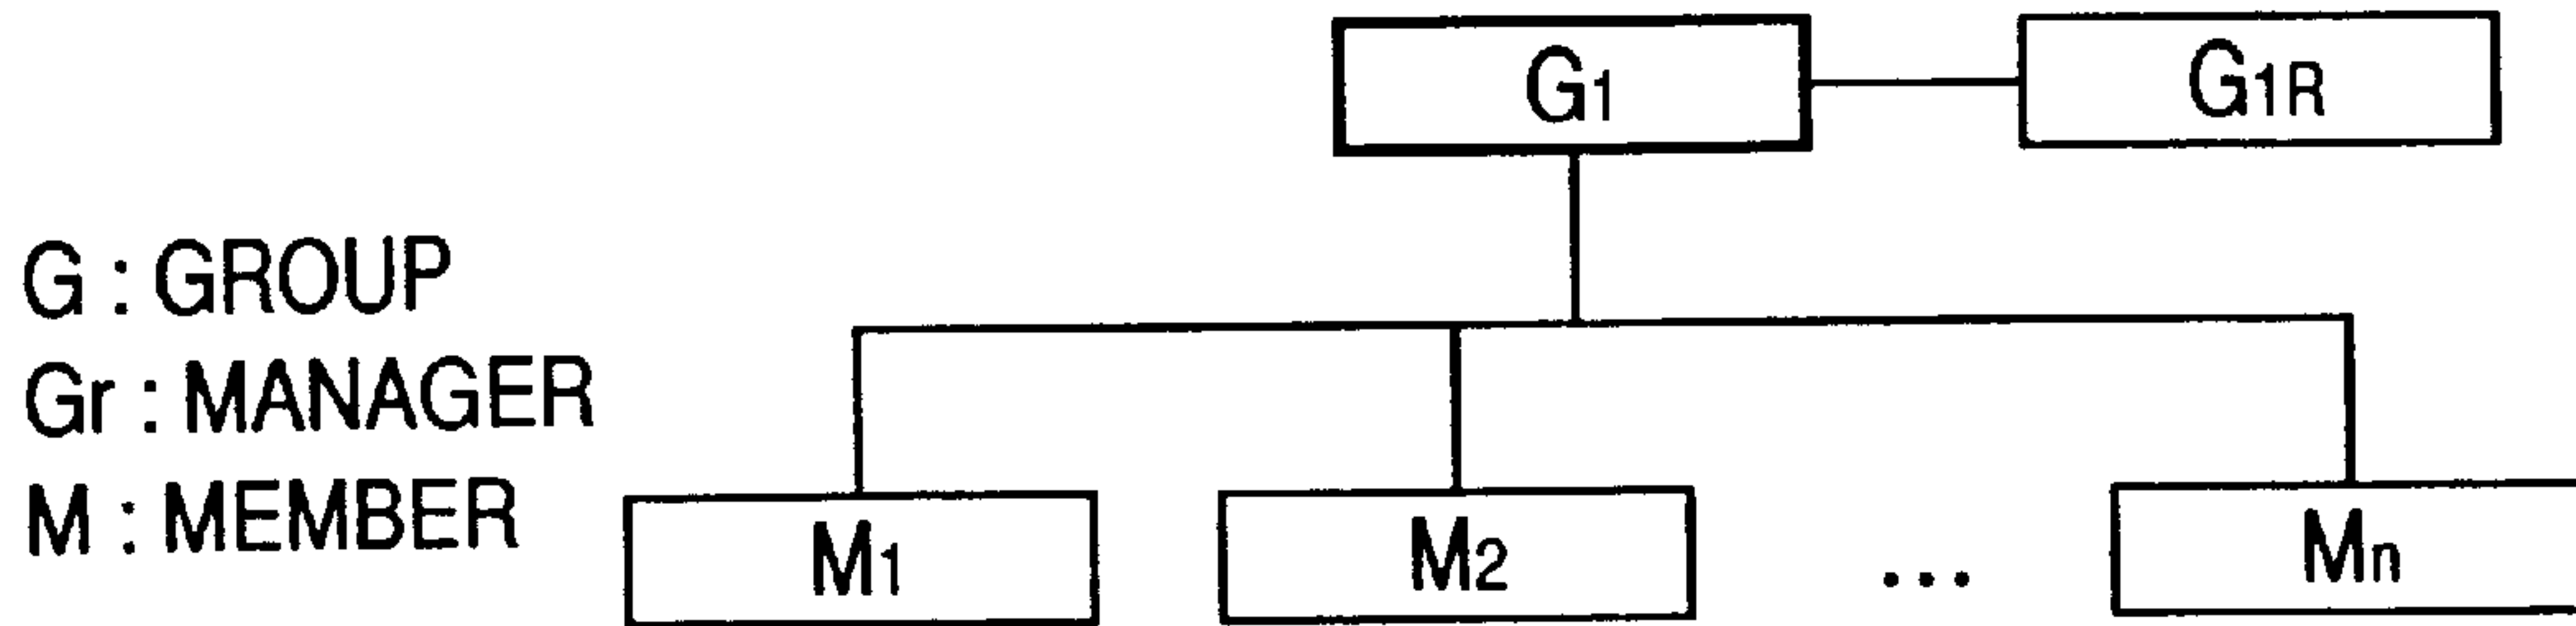 G1
G1R
G : GROUP
Gr : MANAGER
M : MEMBER
M1
M2
...
Mn